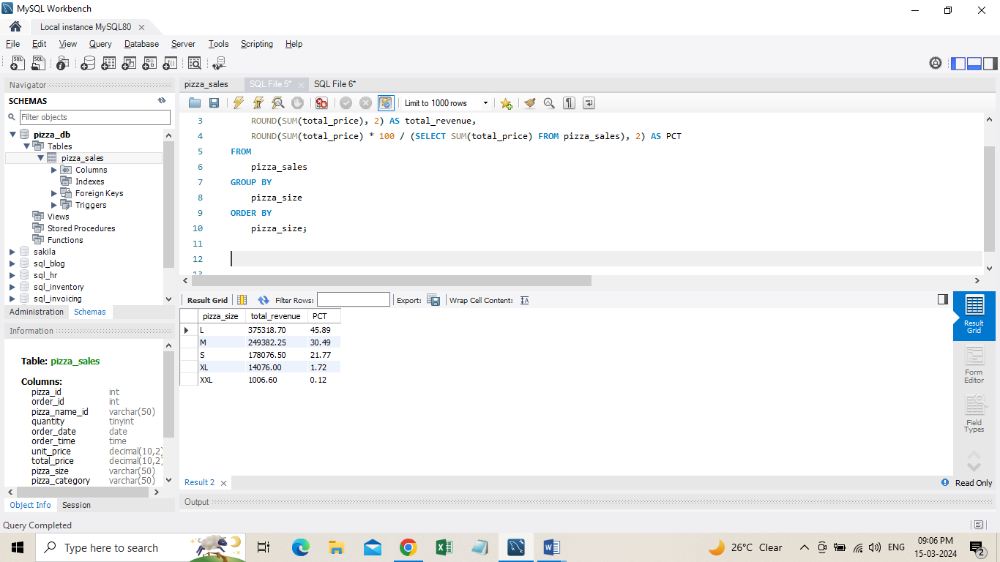 MySQL Workbench
Local instance MySQL80
File Edit View Query Database Server Tools Scripting Help
Navigator
SCHEMAS
Filter objects
pizza_db
Tables
pizza_sales
Columns
Indexes
Foreign Keys
Triggers
Views
Stored Procedures
Functions
sakila
sql_blog
sql_hr
sql_inventory
sql_invoicing
Administration Schemas
Information
Table: pizza_sales
Columns:
pizza_id int
order_id int
pizza_name_id varchar(50)
quantity tinyint
order_date date
order_time time
unit_price decimal(10,2)
total_price decimal(10,2)
pizza_size varchar(50)
pizza_category varchar(50)
Object Info Session
pizza_sales SQL File 5* SQL File 6*
Limit to 1000 rows
3 ROUND(SUM(total_price), 2) AS total_revenue,
4 ROUND(SUM(total_price) * 100 / (SELECT SUM(total_price) FROM pizza_sales), 2) AS PCT
5 FROM
6 pizza_sales
7 GROUP BY
8 pizza_size
9 ORDER BY
10 pizza_size;
11
12
13
Result Grid Filter Rows: Export: Wrap Cell Content:
pizza_size total_revenue PCT
L 375318.70 45.89
M 249382.25 30.49
S 178076.50 21.77
XL 14076.00 1.72
XXL 1006.60 0.12
Result
Grid
Form
Editor
Field
Types
Result 2
Read Only
Output
Query Completed
Type here to search
26°C Clear
ENG
09:06 PM
15-03-2024
2